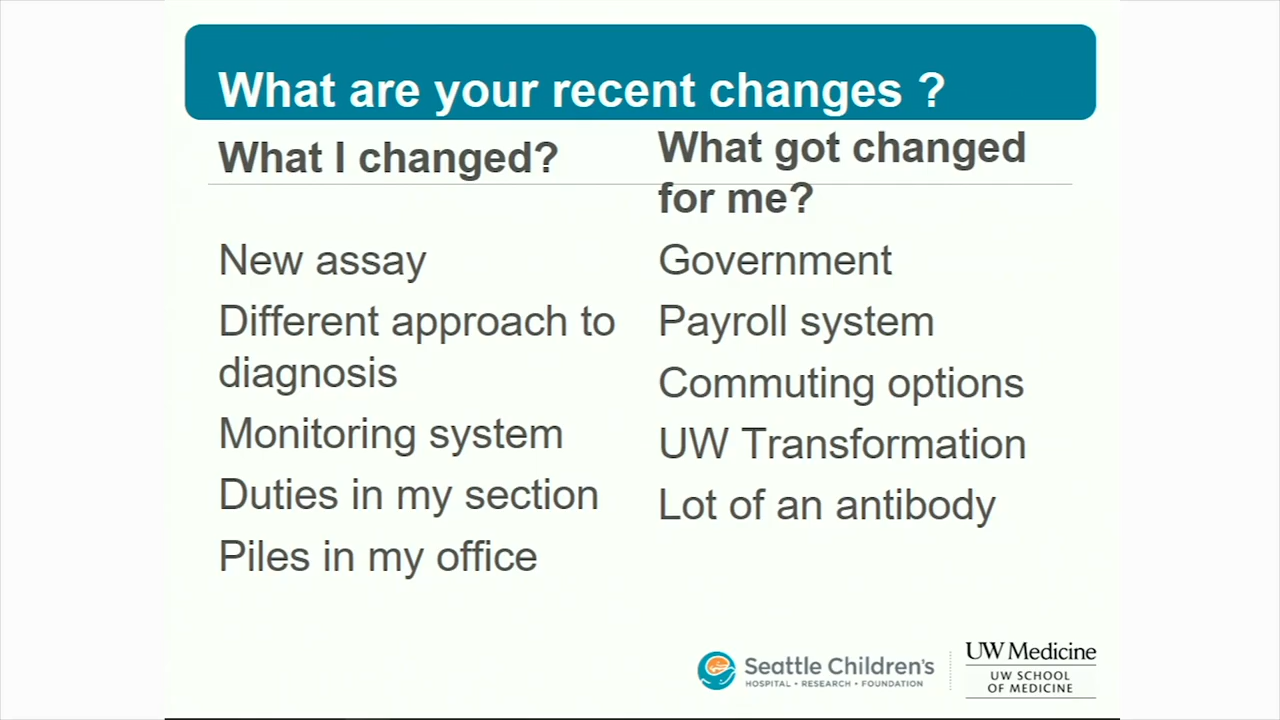 What are your recent changes ?
What I changed?
New assay
Different approach to
diagnosis
Monitoring system
Duties in my section
Piles in my office
What got changed
for me?
Government
Payroll system
Commuting options
UW Transformation
Lot of an antibody
Seattle Children's
HOSPITAL • RESEARCH • FOUNDATION
UW Medicine
UW SCHOOL
OF MEDICINE